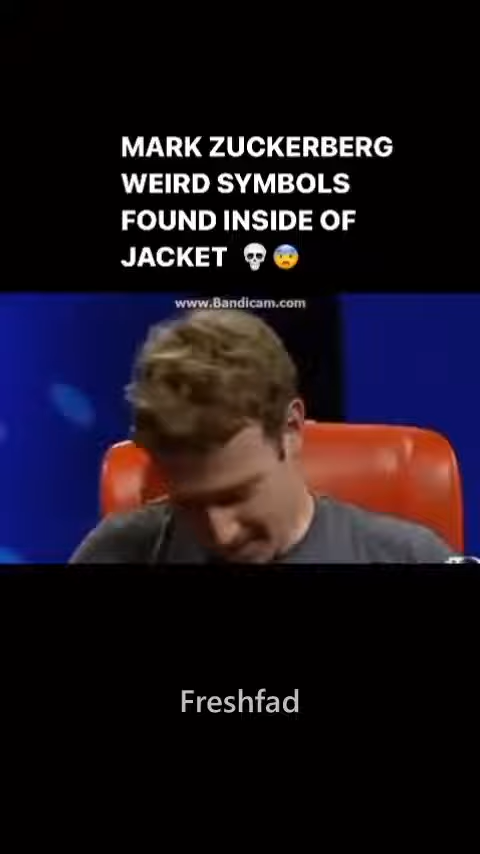 MARK ZUCKERBERG
WEIRD SYMBOLS
FOUND INSIDE OF
JACKET 💀😨
www.Bandicam.com
Freshfad